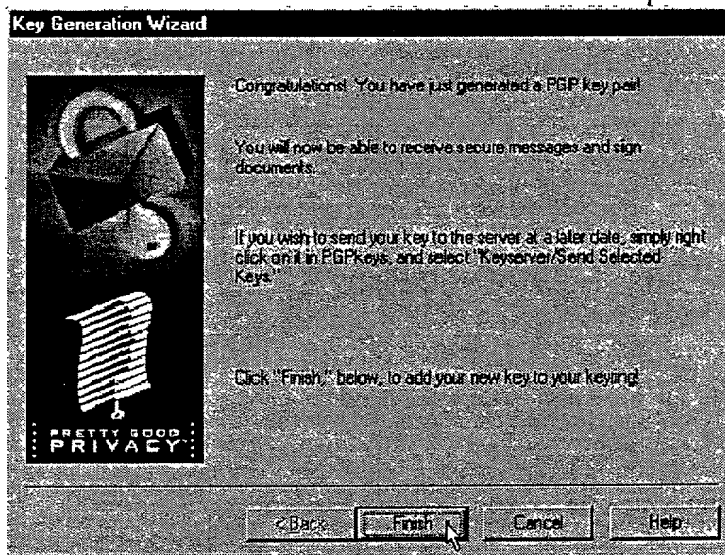 Key Generation Wizard
Congratulations! You have just generated a PGP key pair!
You will now be able to receive secure messages and sign
documents.
If you wish to send your key to the server at a later date, simply right
click on it in PGPkeys, and select "Keyserver/Send Selected
Keys."
Click "Finish," below, to add your new key to your keyring!
PRETTY GOOD
PRIVACY
< Back
Finish
Cancel
Help